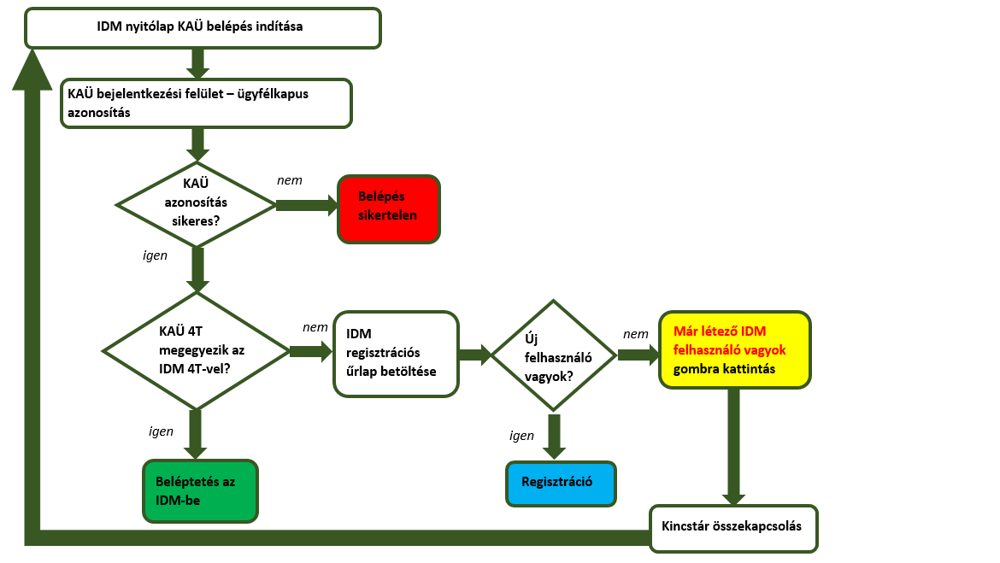 IDM nyitólap KAÜ belépés indítása
KAÜ bejelentkezési felület – ügyfélkapus
azonosítás
KAÜ
azonosítás
sikeres?
nem
Belépés
sikertelen
igen
KAÜ 4T
megegyezik az
IDM 4T-vel?
nem
IDM
regisztrációs
űrlap betöltése
Új
felhasználó
vagyok?
nem
Már létező IDM
felhasználó vagyok
gombra kattintás
igen
Beléptetés az
IDM-be
igen
Regisztráció
Kincstár összekapcsolás